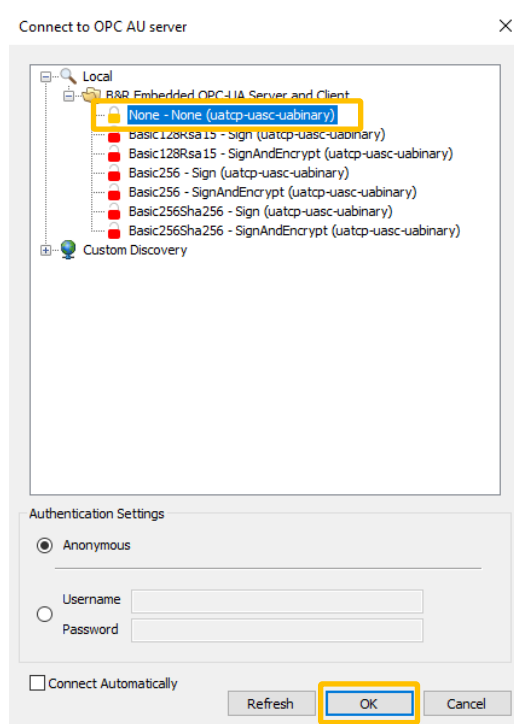 Connect to OPC AU server
Local
B&R Embedded OPC-UA Server and Client
None - None (uatcp-uasc-uabinary)
Basic128Rsa15 - Sign (uatcp-uasc-uabinary)
Basic128Rsa15 - SignAndEncrypt (uatcp-uasc-uabinary)
Basic256 - Sign (uatcp-uasc-uabinary)
Basic256 - SignAndEncrypt (uatcp-uasc-uabinary)
Basic256Sha256 - Sign (uatcp-uasc-uabinary)
Basic256Sha256 - SignAndEncrypt (uatcp-uasc-uabinary)
Custom Discovery
Authentication Settings
Anonymous
Username
Password
Connect Automatically
Refresh OK Cancel